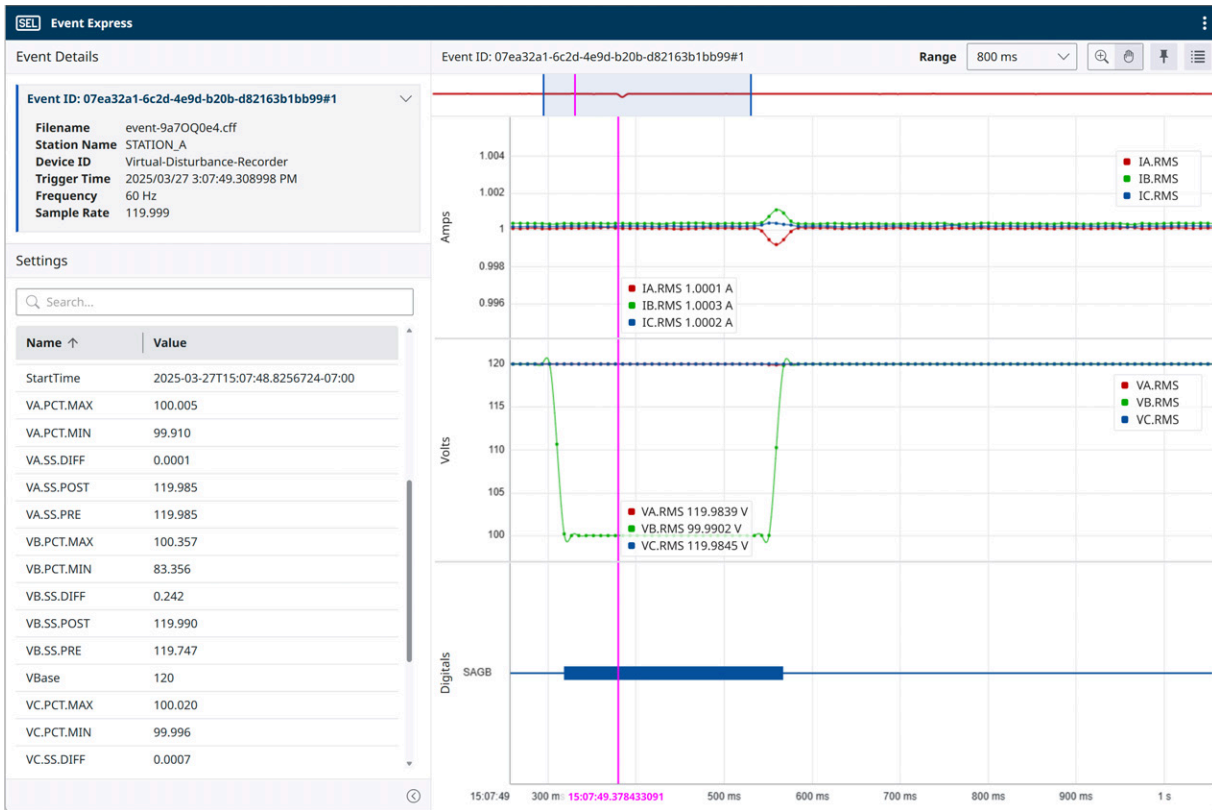 SEL Event Express
Event Details
Event ID: 07ea32a1-6c2d-4e9d-b20b-d82163b1bb99#1
Filename event-9a7OQ0e4.cff
Station Name STATION_A
Device ID Virtual-Disturbance-Recorder
Trigger Time 2025/03/27 3:07:49.308998 PM
Frequency 60 Hz
Sample Rate 119.999
Settings
Search...
Name ↑ Value
StartTime 2025-03-27T15:07:48.8256724-07:00
VA.PCT.MAX 100.005
VA.PCT.MIN 99.910
VA.SS.DIFF 0.0001
VA.SS.POST 119.985
VA.SS.PRE 119.985
VB.PCT.MAX 100.357
VB.PCT.MIN 83.356
VB.SS.DIFF 0.242
VB.SS.POST 119.990
VB.SS.PRE 119.747
VBase 120
VC.PCT.MAX 100.020
VC.PCT.MIN 99.996
VC.SS.DIFF 0.0007
Event ID: 07ea32a1-6c2d-4e9d-b20b-d82163b1bb99#1 Range 800 ms
Amps
1.004
1.002
1
0.998
0.996
IA.RMS
IB.RMS
IC.RMS
IA.RMS 1.0001 A
IB.RMS 1.0003 A
IC.RMS 1.0002 A
Volts
120
115
110
105
100
VA.RMS
VB.RMS
VC.RMS
VA.RMS 119.9839 V
VB.RMS 99.9902 V
VC.RMS 119.9845 V
Digitals
SAGB
15:07:49 300 m 15:07:49.378433091 500 ms 600 ms 700 ms 800 ms 900 ms 1 s